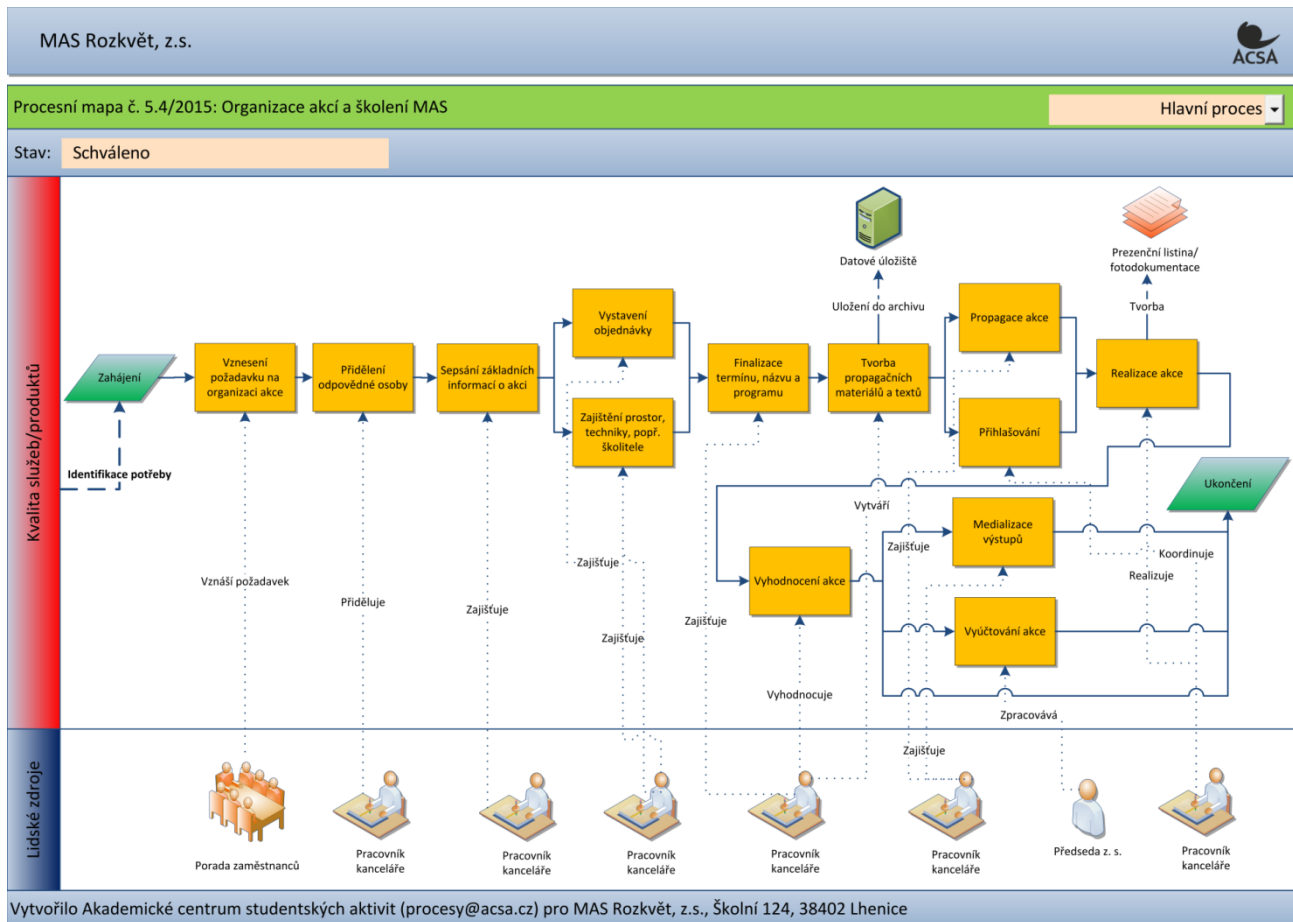 MAS Rozkvět, z.s.
ACSA
Procesní mapa č. 5.4/2015: Organizace akcí a školení MAS
Hlavní proces
Stav:
Schváleno
Kvalita služeb/produktů
Datové úložiště
Uložení do archivu
Prezenční listina/
fotodokumentace
Tvorba
Zahájení
Identifikace potřeby
Vznesení
požadavku na
organizaci akce
Přidělení
odpovědné osoby
Sepsání základních
informací o akci
Vystavení
objednávky
Zajištění prostor,
techniky, popř.
školitele
Finalizace
termínu, názvu a
programu
Tvorba
propagačních
materiálů a textů
Propagace akce
Přihlašování
Realizace akce
Ukončení
Vyhodnocení akce
Medializace
výstupů
Vyúčtování akce
Vznáší požadavek
Přiděluje
Zajišťuje
Zajišťuje
Zajišťuje
Zajišťuje
Vyhodnocuje
Vytváří
Zajišťuje
Koordinuje
Realizuje
Zpracovává
Zajišťuje
Lidské zdroje
Porada zaměstnanců
Pracovník
kanceláře
Pracovník
kanceláře
Pracovník
kanceláře
Pracovník
kanceláře
Pracovník
kanceláře
Předseda z. s.
Pracovník
kanceláře
Vytvořilo Akademické centrum studentských aktivit (procesy@acsa.cz) pro MAS Rozkvět, z.s., Školní 124, 38402 Lhenice